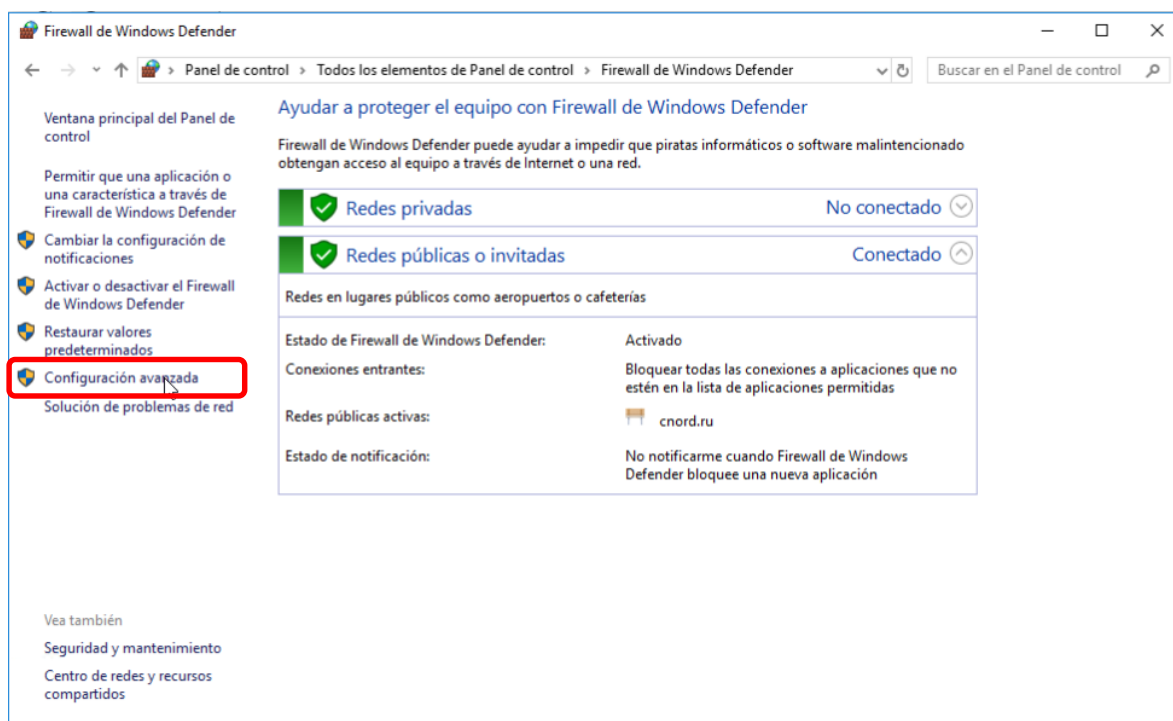 Firewall de Windows Defender
Panel de control > Todos los elementos de Panel de control > Firewall de Windows Defender
Buscar en el Panel de control
Ventana principal del Panel de
control
Permitir que una aplicación o
una característica a través de
Firewall de Windows Defender
Cambiar la configuración de
notificaciones
Activar o desactivar el Firewall
de Windows Defender
Restaurar valores
predeterminados
Configuración avanzada
Solución de problemas de red
Ayudar a proteger el equipo con Firewall de Windows Defender
Firewall de Windows Defender puede ayudar a impedir que piratas informáticos o software malintencionado
obtengan acceso al equipo a través de Internet o una red.
Redes privadas No conectado
Redes públicas o invitadas Conectado
Redes en lugares públicos como aeropuertos o cafeterías
Estado de Firewall de Windows Defender: Activado
Conexiones entrantes: Bloquear todas las conexiones a aplicaciones que no
estén en la lista de aplicaciones permitidas
Redes públicas activas: cnord.ru
Estado de notificación: No notificarme cuando Firewall de Windows
Defender bloquee una nueva aplicación
Vea también
Seguridad y mantenimiento
Centro de redes y recursos
compartidos